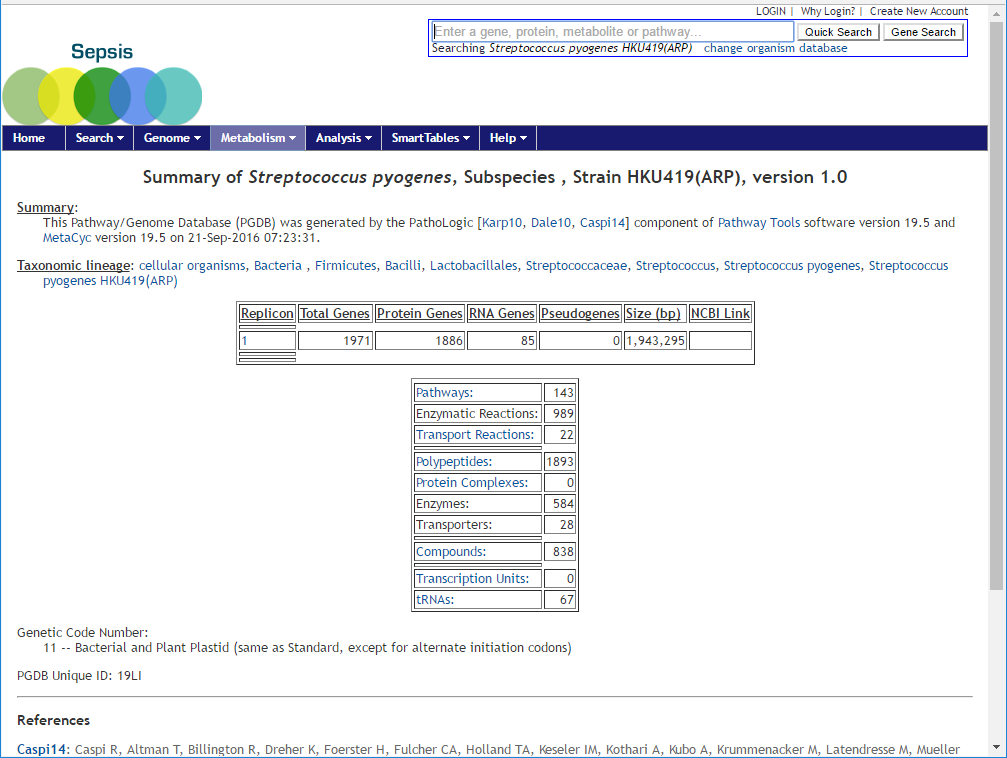 LOGIN | Why Login? | Create New Account
Enter a gene, protein, metabolite or pathway... Quick Search Gene Search
Searching Streptococcus pyogenes HKU419(ARP) change organism database
Sepsis
Home Search Genome Metabolism Analysis SmartTables Help
Summary of Streptococcus pyogenes, Subspecies , Strain HKU419(ARP), version 1.0
Summary:
This Pathway/Genome Database (PGDB) was generated by the PathoLogic [Karp10, Dale10, Caspi14] component of Pathway Tools software version 19.5 and
MetaCyc version 19.5 on 21-Sep-2016 07:23:31.
Taxonomic lineage: cellular organisms, Bacteria , Firmicutes, Bacilli, Lactobacillales, Streptococcaceae, Streptococcus, Streptococcus pyogenes, Streptococcus
pyogenes HKU419(ARP)
Replicon Total Genes Protein Genes RNA Genes Pseudogenes Size (bp) NCBI Link
1 1971 1886 85 0 1,943,295
Pathways: 143
Enzymatic Reactions: 989
Transport Reactions: 22
Polypeptides: 1893
Protein Complexes: 0
Enzymes: 584
Transporters: 28
Compounds: 838
Transcription Units: 0
tRNAs: 67
Genetic Code Number:
11 -- Bacterial and Plant Plastid (same as Standard, except for alternate initiation codons)
PGDB Unique ID: 19LI
References
Caspi14: Caspi R, Altman T, Billington R, Dreher K, Foerster H, Fulcher CA, Holland TA, Keseler IM, Kothari A, Kubo A, Krummenacker M, Latendresse M, Mueller